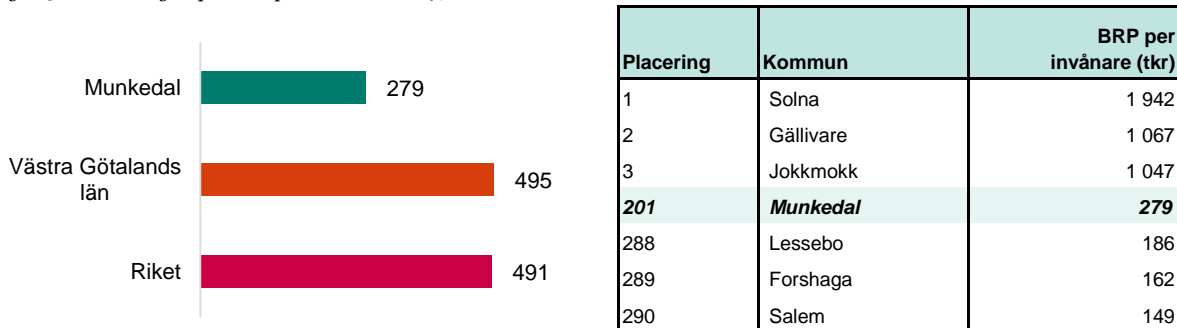 Munkedal
279
Västra Götalands
län
495
Riket
491
Placering Kommun BRP per
invånare (tkr)
1 Solna 1 942
2 Gällivare 1 067
3 Jokkmokk 1 047
201 Munkedal 279
288 Lessebo 186
289 Forshaga 162
290 Salem 149